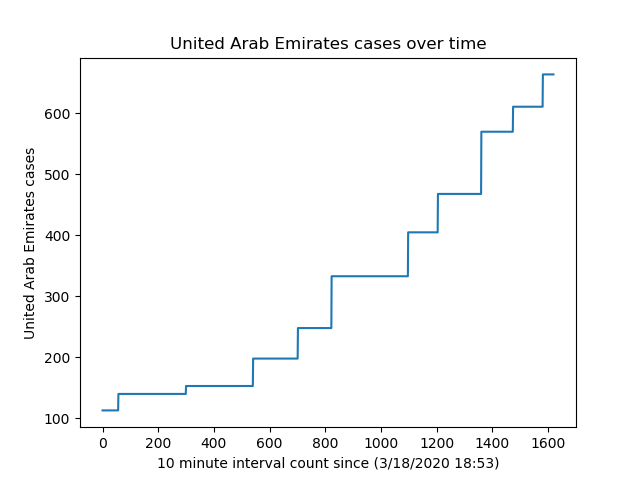 United Arab Emirates cases over time
United Arab Emirates cases
600
500
400
300
200
100
0 200 400 600 800 1000 1200 1400 1600
10 minute interval count since (3/18/2020 18:53)